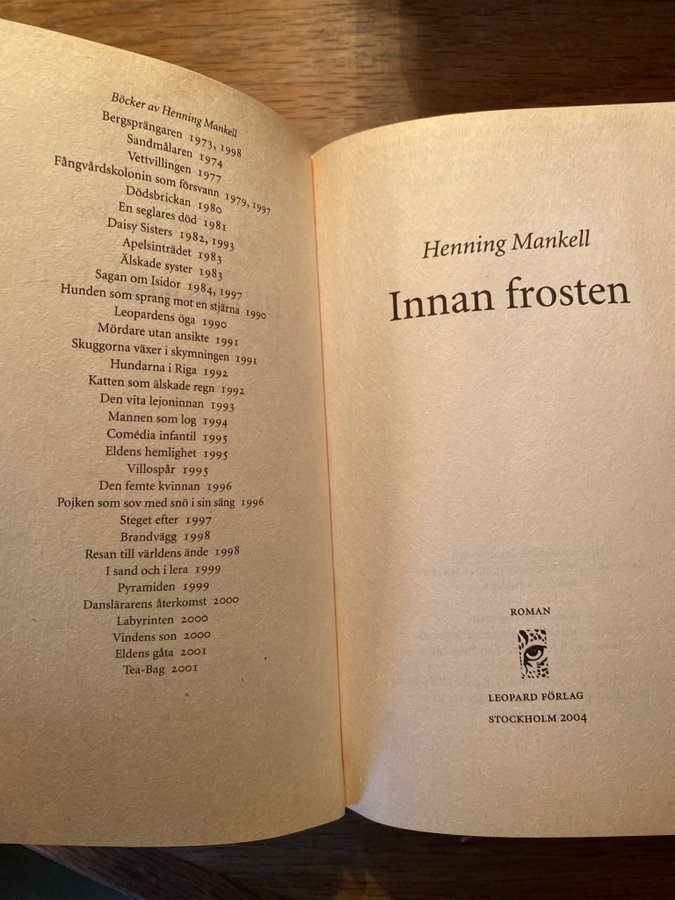 Böcker av Henning Mankell
Bergsprängaren 1973, 1998
Sandmålaren 1974
Vettvillingen 1977
Fångvårdskolonin som försvann 1979, 1997
Dödsbrickan 1980
En seglares död 1981
Daisy Sisters 1982, 1993
Apelsinträdet 1983
Älskade syster 1983
Sagan om Isidor 1984, 1997
Hunden som sprang mot en stjärna 1990
Leopardens öga 1990
Mördare utan ansikte 1991
Skuggorna växer i skymningen 1991
Hundarna i Riga 1992
Katten som älskade regn 1992
Den vita lejoninnan 1993
Mannen som log 1994
Comédia infantil 1995
Eldens hemlighet 1995
Villospår 1995
Den femte kvinnan 1996
Pojken som sov med snö i sin säng 1996
Steget efter 1997
Brandvägg 1998
Resan till världens ände 1998
I sand och i lera 1999
Pyramiden 1999
Danslärarens återkomst 2000
Labyrinten 2000
Vindens son 2000
Eldens gåta 2001
Tea-Bag 2001
Henning Mankell
Innan frosten
ROMAN
LEOPARD FÖRLAG
STOCKHOLM 2004